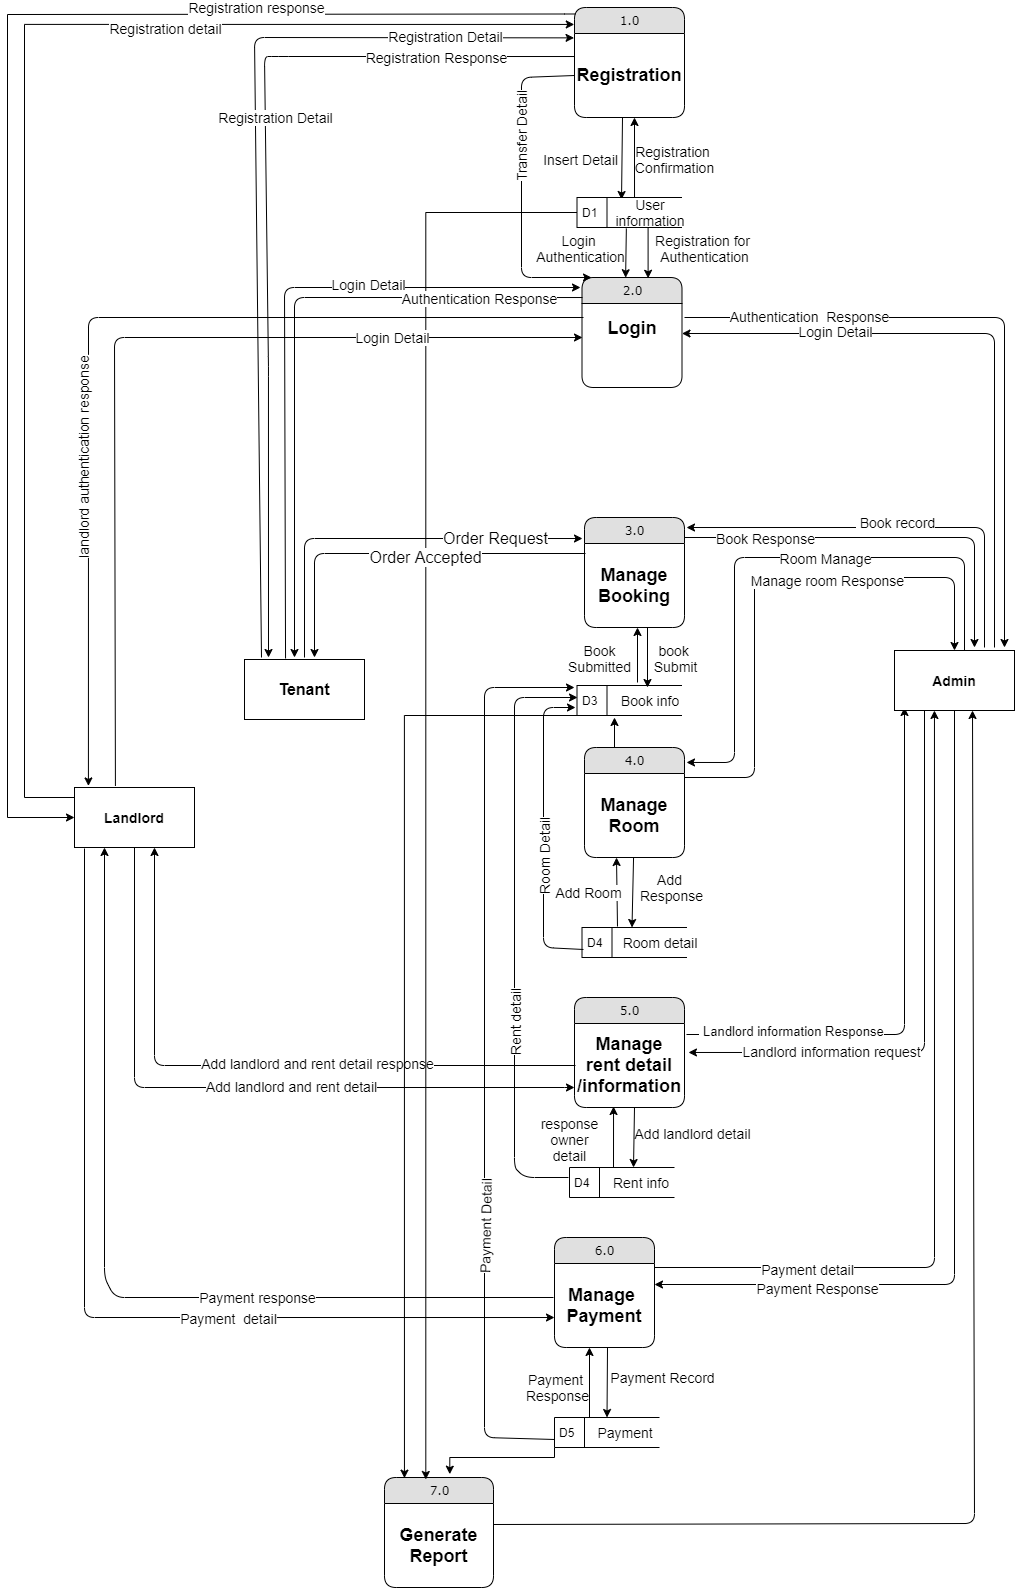 Registration response
1.0
Registration detail
Registration Detail
Registration Response
Registration
Transfer Detail
Registration Detail
Insert Detail
Registration
Confirmation
D1
User
information
Login
Authentication
Registration for
Authentication
Login Detail
2.0
Authentication Response
Authentication  Response
Login
Login Detail
Login Detail
landlord authentication response
3.0
Book record
Order Request
Book Response
Order Accepted
Room Manage
Manage
Booking
Manage room Response
Book
Submitted
book
Submit
Tenant
Admin
D3
Book info
4.0
Manage
Room
Landlord
Room Detail
Add Room
Add
Response
D4
Room detail
5.0
Rent detail
Landlord information Response
Manage
rent detail
/information
Landlord information request
Add landlord and rent detail response
Add landlord and rent detail
response
owner
detail
Add landlord detail
D4
Rent info
Payment Detail
6.0
Payment detail
Payment Response
Manage
Payment
Payment response
Payment  detail
Payment
Response
Payment Record
D5
Payment
7.0
Generate
Report